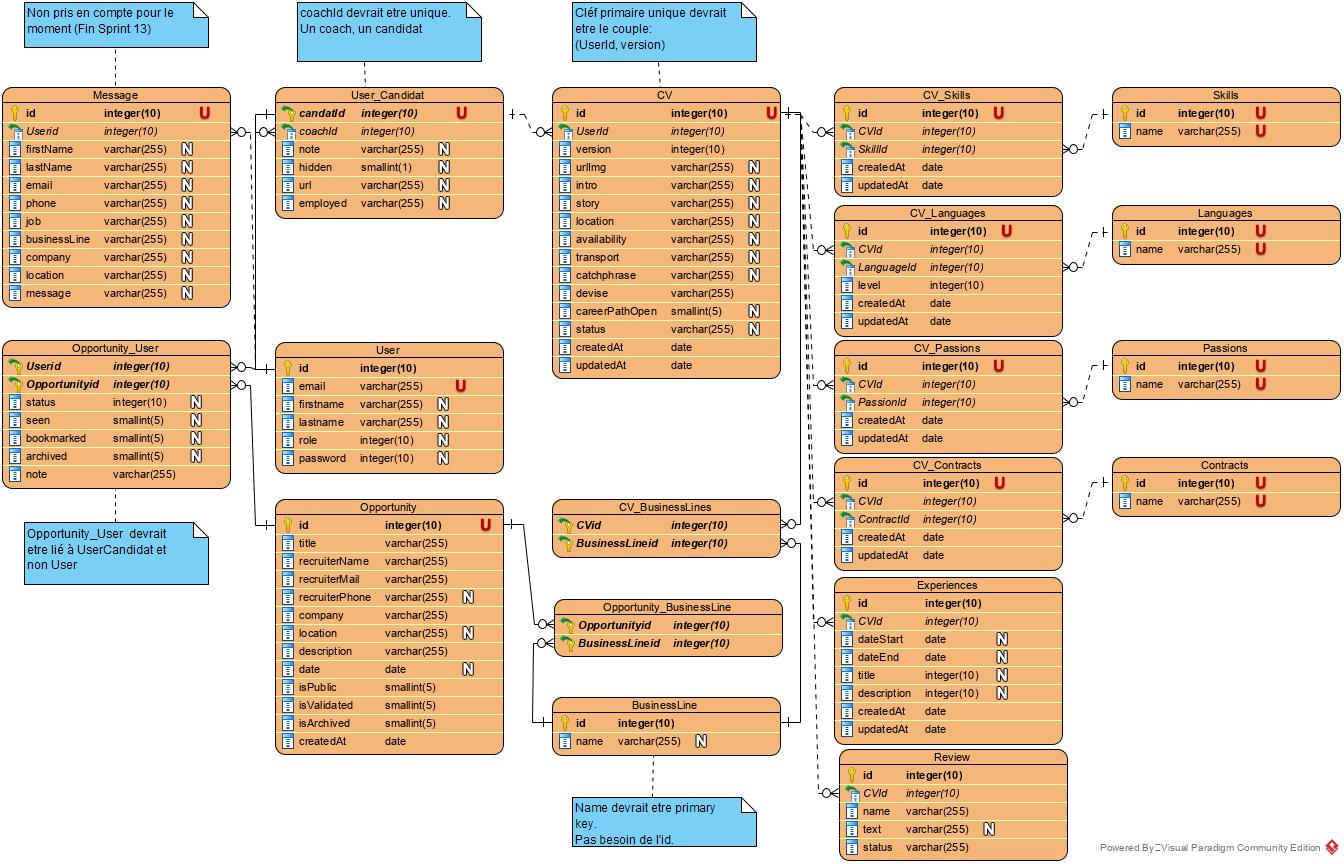 Non pris en compte pour le
moment (Fin Sprint 13)
coachId devrait etre unique.
Un coach, un candidat
Cléf primaire unique devrait
etre le couple:
(UserId, version)
Message
id integer(10) U
Userid integer(10)
firstName varchar(255) N
lastName varchar(255) N
email varchar(255) N
phone varchar(255) N
job varchar(255) N
businessLine varchar(255) N
company varchar(255) N
location varchar(255) N
message varchar(255) N
User_Candidat
candatId integer(10) U
coachId integer(10)
note varchar(255) N
hidden smallint(1) N
url varchar(255) N
employed varchar(255) N
CV
id integer(10) U
UserId integer(10)
version integer(10)
urlImg varchar(255) N
intro varchar(255) N
story varchar(255) N
location varchar(255) N
availability varchar(255) N
transport varchar(255) N
catchphrase varchar(255) N
devise varchar(255)
careerPathOpen smallint(5) N
status varchar(255) N
createdAt date
updatedAt date
CV_Skills
id integer(10) U
CVId integer(10)
SkillId integer(10)
createdAt date
updatedAt date
Skills
id integer(10) U
name varchar(255) U
CV_Languages
id integer(10) U
CVId integer(10)
LanguageId integer(10)
level integer(10)
createdAt date
updatedAt date
Languages
id integer(10) U
name varchar(255) U
Opportunity_User
Userid integer(10)
Opportunityid integer(10)
status integer(10) N
seen smallint(5) N
bookmarked smallint(5) N
archived smallint(5) N
note varchar(255)
User
id integer(10)
email varchar(255) U
firstname varchar(255) N
lastname varchar(255) N
role integer(10) N
password integer(10) N
CV_Passions
id integer(10) U
CVId integer(10)
PassionId integer(10)
createdAt date
updatedAt date
Passions
id integer(10) U
name varchar(255) U
CV_Contracts
id integer(10) U
CVId integer(10)
ContractId integer(10)
createdAt date
updatedAt date
Contracts
id integer(10) U
name varchar(255) U
Opportunity_User devrait
etre lié à UserCandidat et
non User
Opportunity
id integer(10) U
title varchar(255)
recruiterName varchar(255)
recruiterMail varchar(255)
recruiterPhone varchar(255) N
company varchar(255)
location varchar(255) N
description varchar(255)
date date N
isPublic smallint(5)
isValidated smallint(5)
isArchived smallint(5)
createdAt date
CV_BusinessLines
CVid integer(10)
BusinessLineid integer(10)
Opportunity_BusinessLine
Opportunityid integer(10)
BusinessLineid integer(10)
BusinessLine
id integer(10)
name varchar(255) N
Experiences
id integer(10)
CVId integer(10)
dateStart date N
dateEnd date N
title integer(10) N
description integer(10) N
createdAt date
updatedAt date
Review
id integer(10)
CVId integer(10)
name varchar(255)
text varchar(255) N
status varchar(255)
Name devrait etre primary
key.
Pas besoin de l'id.
Powered By Visual Paradigm Community Edition